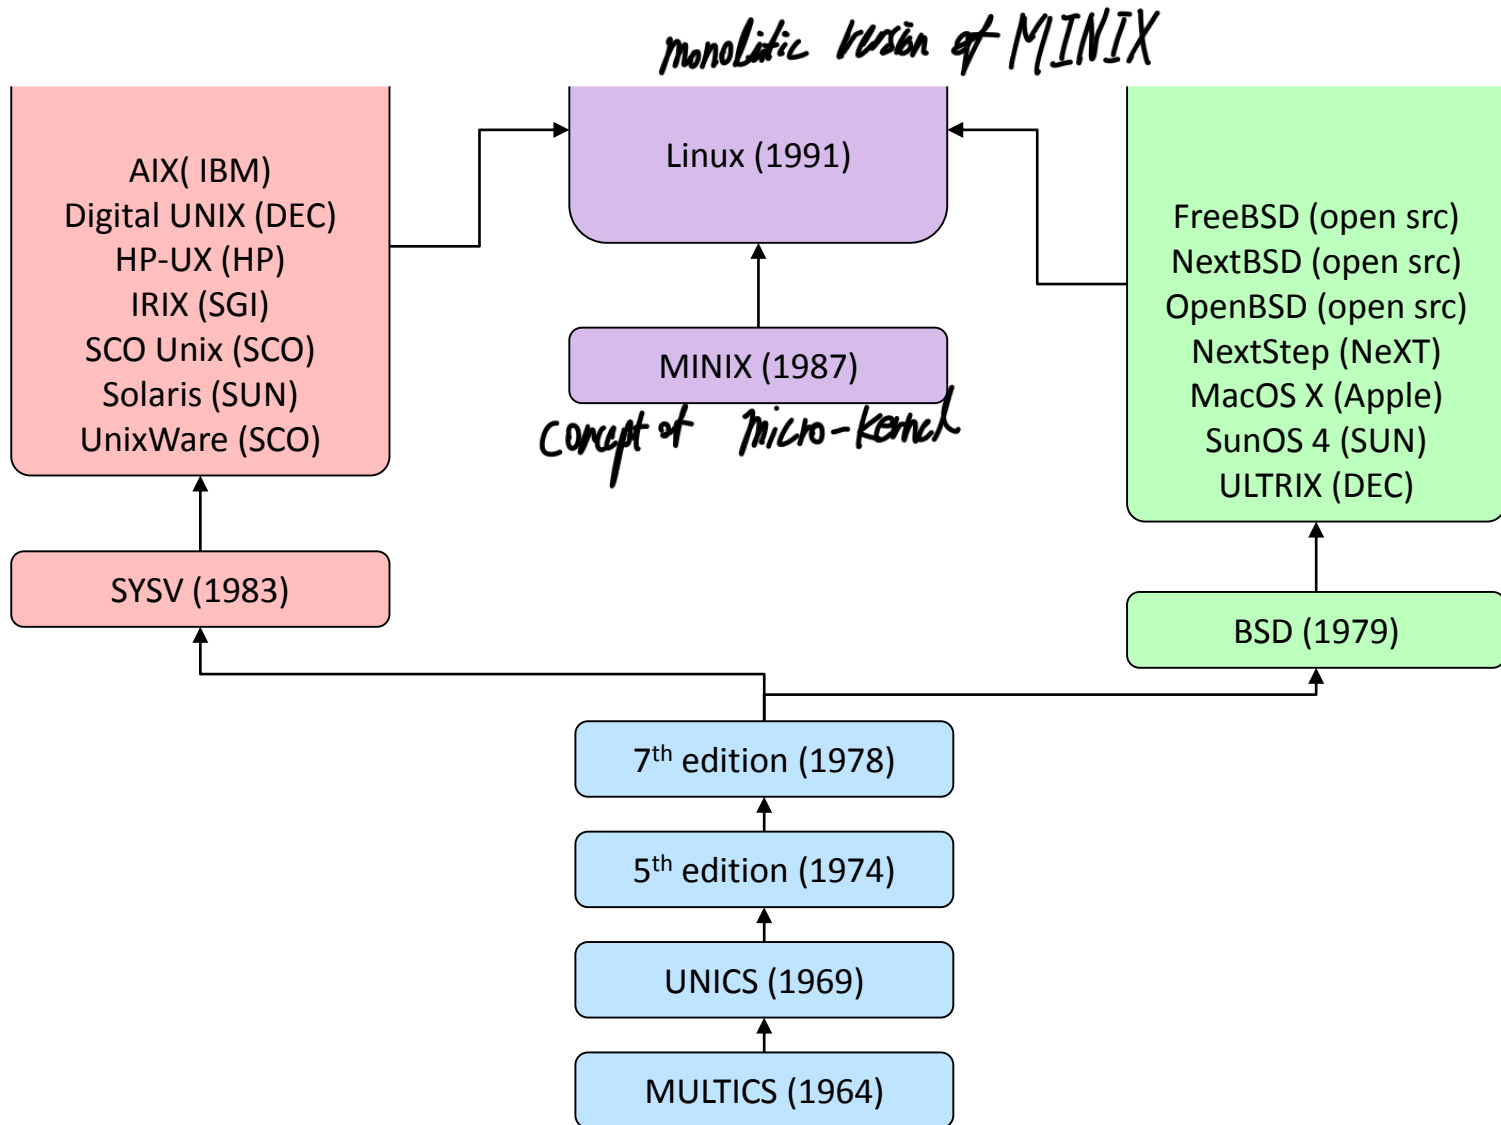 monolitic version of MINIX
AIX( IBM)
Digital UNIX (DEC)
HP-UX (HP)
IRIX (SGI)
SCO Unix (SCO)
Solaris (SUN)
UnixWare (SCO)
SYSV (1983)
Linux (1991)
MINIX (1987)
concept of micro-kernel
FreeBSD (open src)
NextBSD (open src)
OpenBSD (open src)
NextStep (NeXT)
MacOS X (Apple)
SunOS 4 (SUN)
ULTRIX (DEC)
BSD (1979)
7th edition (1978)
5th edition (1974)
UNICS (1969)
MULTICS (1964)